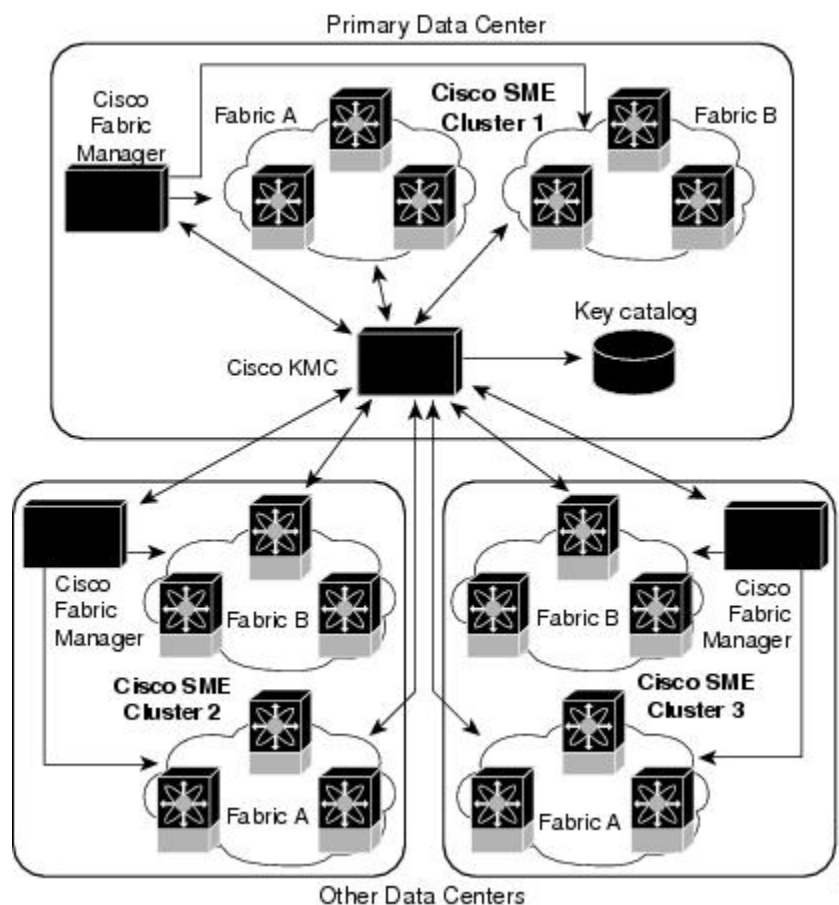 Primary Data Center
Cisco
Fabric
Manager
Fabric A
Cisco SME
Cluster 1
Fabric B
Key catalog
Cisco KMC
Cisco
Fabric
Manager
Fabric B
Cisco SME
Cluster 2
Fabric A
Fabric B
Cisco
Fabric
Manager
Cisco SME
Cluster 3
Fabric A
Other Data Centers